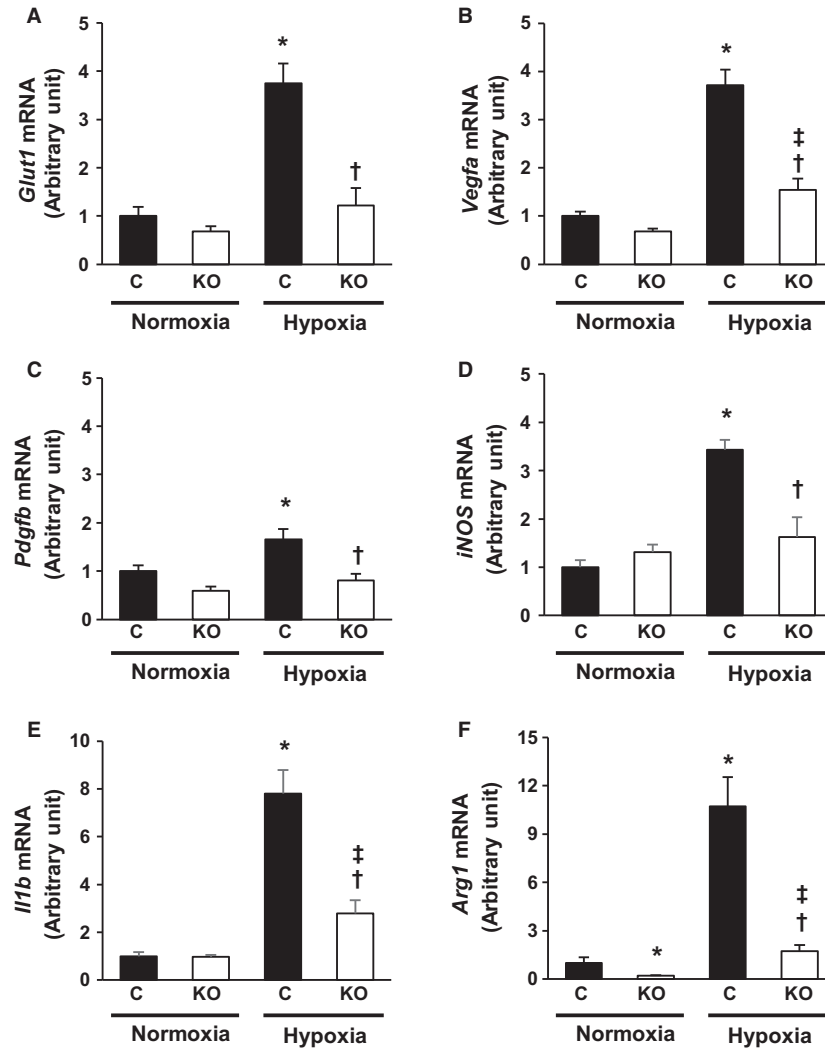 A
Glut1 mRNA
(Arbitrary unit)
5
4
3
2
1
0
*
†
C KO C KO
Normoxia Hypoxia
B
Vegfa mRNA
(Arbitrary unit)
5
4
3
2
1
0
*
‡
†
C KO C KO
Normoxia Hypoxia
C
Pdgfb mRNA
(Arbitrary unit)
5
4
3
2
1
0
*
†
C KO C KO
Normoxia Hypoxia
D
iNOS mRNA
(Arbitrary unit)
5
4
3
2
1
0
*
†
C KO C KO
Normoxia Hypoxia
E
Il1b mRNA
(Arbitrary unit)
10
8
6
4
2
0
*
‡
†
C KO C KO
Normoxia Hypoxia
F
Arg1 mRNA
(Arbitrary unit)
15
12
9
6
3
0
*
*
‡
†
C KO C KO
Normoxia Hypoxia